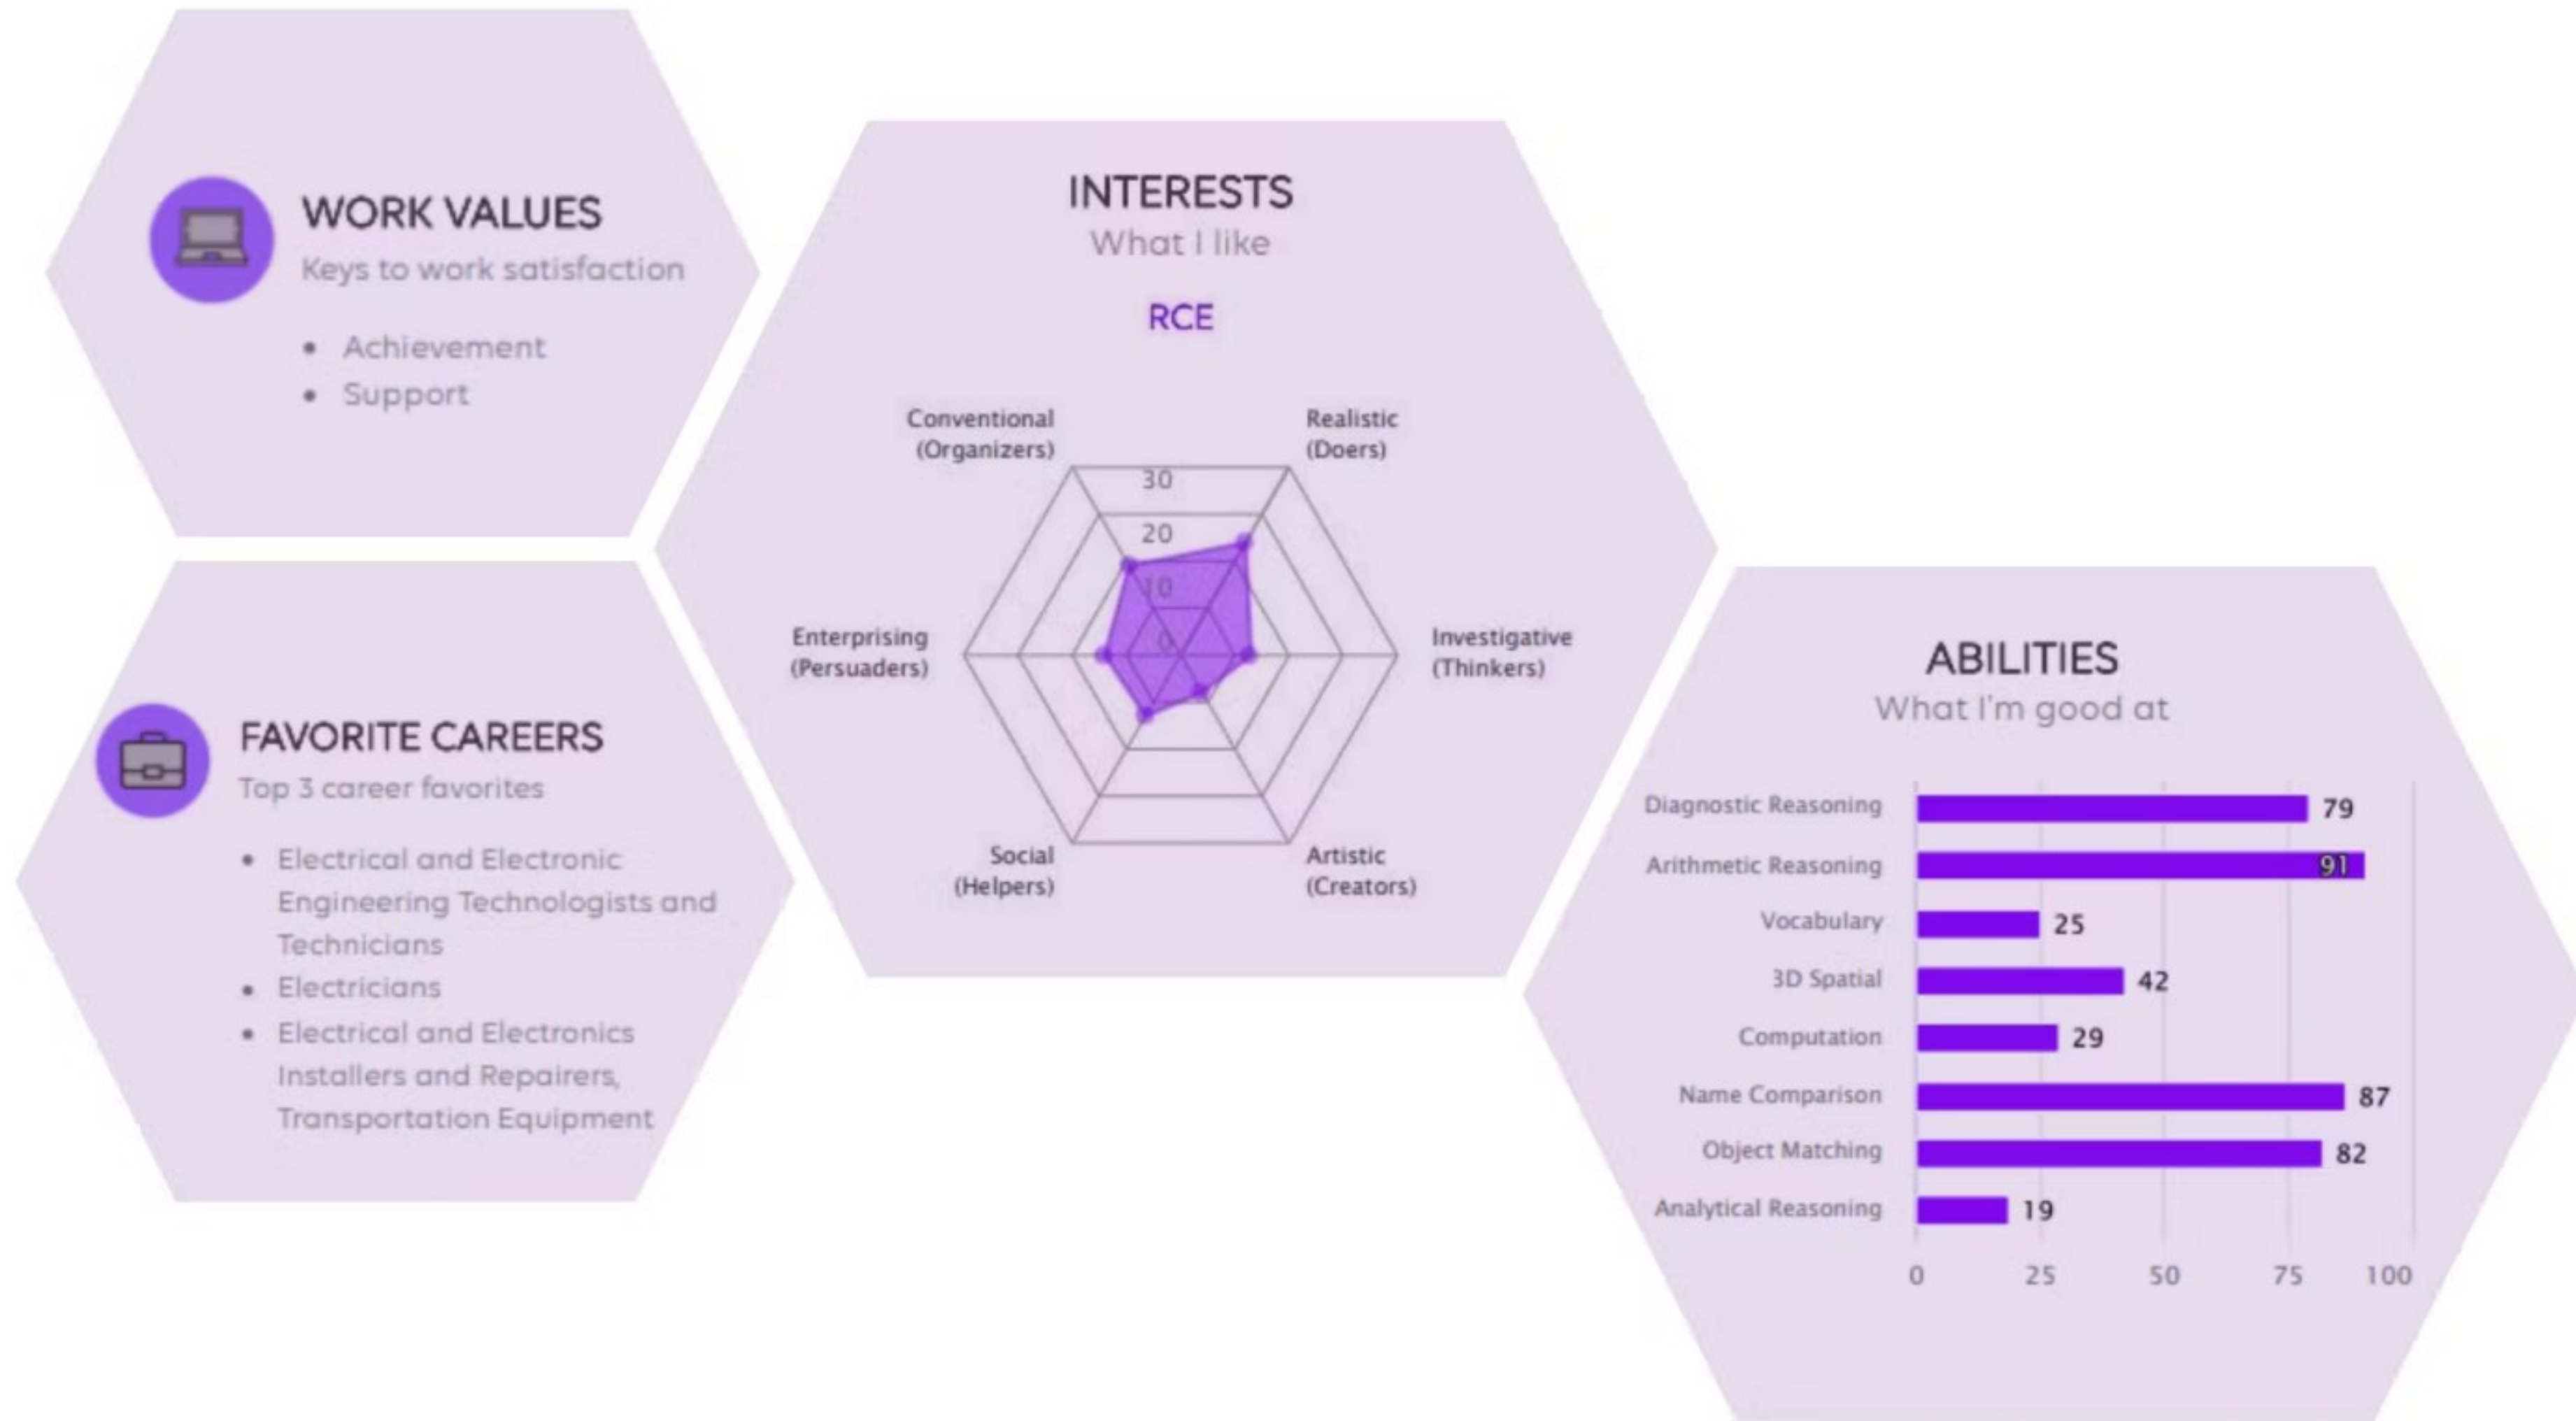 WORK VALUES
Keys to work satisfaction
• Achievement
• Support
FAVORITE CAREERS
Top 3 career favorites
• Electrical and Electronic
Engineering Technologists and
Technicians
• Electricians
• Electrical and Electronics
Installers and Repairers,
Transportation Equipment
INTERESTS
What I like
RCE
Conventional
(Organizers)
Realistic
(Doers)
30
20
10
0
Enterprising
(Persuaders)
Investigative
(Thinkers)
Social
(Helpers)
Artistic
(Creators)
ABILITIES
What I'm good at
Diagnostic Reasoning 79
Arithmetic Reasoning 91
Vocabulary 25
3D Spatial 42
Computation 29
Name Comparison 87
Object Matching 82
Analytical Reasoning 19
0 25 50 75 100